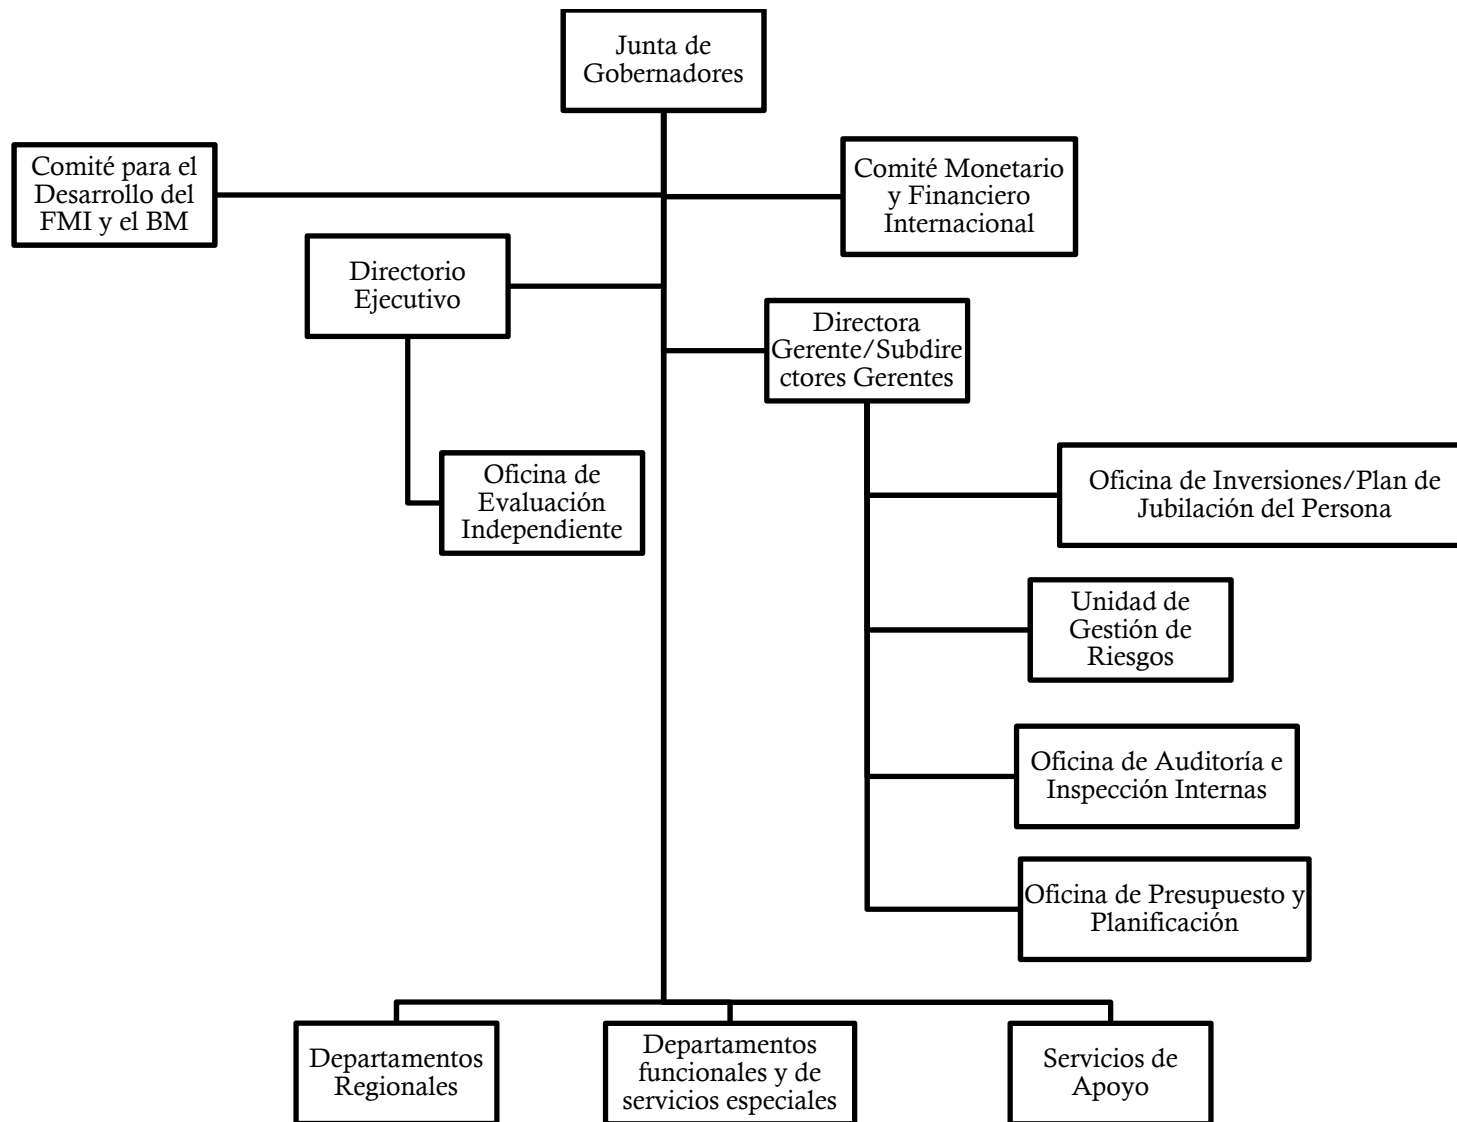 Junta de
Gobernadores
Comité para el
Desarrollo del
FMI y el BM
Comité Monetario
y Financiero
Internacional
Directorio
Ejecutivo
Directora
Gerente/Subdire
ctores Gerentes
Oficina de
Evaluación
Independiente
Oficina de Inversiones/Plan de
Jubilación del Persona
Unidad de
Gestión de
Riesgos
Oficina de Auditoría e
Inspección Internas
Oficina de Presupuesto y
Planificación
Departamentos
Regionales
Departamentos
funcionales y de
servicios especiales
Servicios de
Apoyo